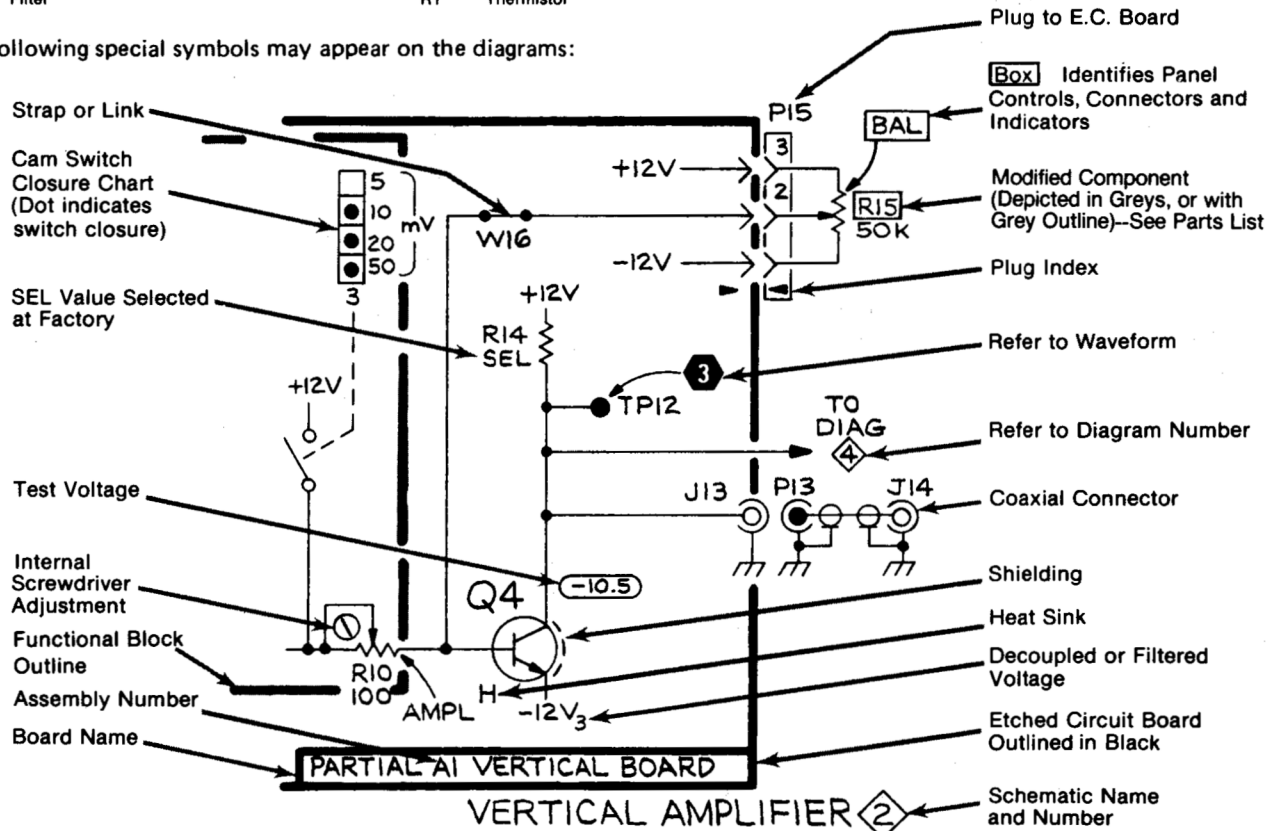 Filter RT Thermistor
ollowing special symbols may appear on the diagrams:
Strap or Link
Cam Switch
Closure Chart
(Dot indicates
switch closure)
SEL Value Selected
at Factory
Test Voltage
Internal
Screwdriver
Adjustment
Functional Block
Outline
Assembly Number
Board Name
5
10
20
50
mV
3
+12V
W16
+12V
-12V
P15
3
2
BAL
R15
50K
+12V
R14
SEL
3
TP12
TO
DIAG
4
J13
P13
J14
-10.5
Q4
R10
100
AMPL
H
-12V3
PARTIAL A1 VERTICAL BOARD
VERTICAL AMPLIFIER 2
Plug to E.C. Board
Box Identifies Panel
Controls, Connectors and
Indicators
Modified Component
(Depicted in Greys, or with
Grey Outline)--See Parts List
Plug Index
Refer to Waveform
Refer to Diagram Number
Coaxial Connector
Shielding
Heat Sink
Decoupled or Filtered
Voltage
Etched Circuit Board
Outlined in Black
Schematic Name
and Number